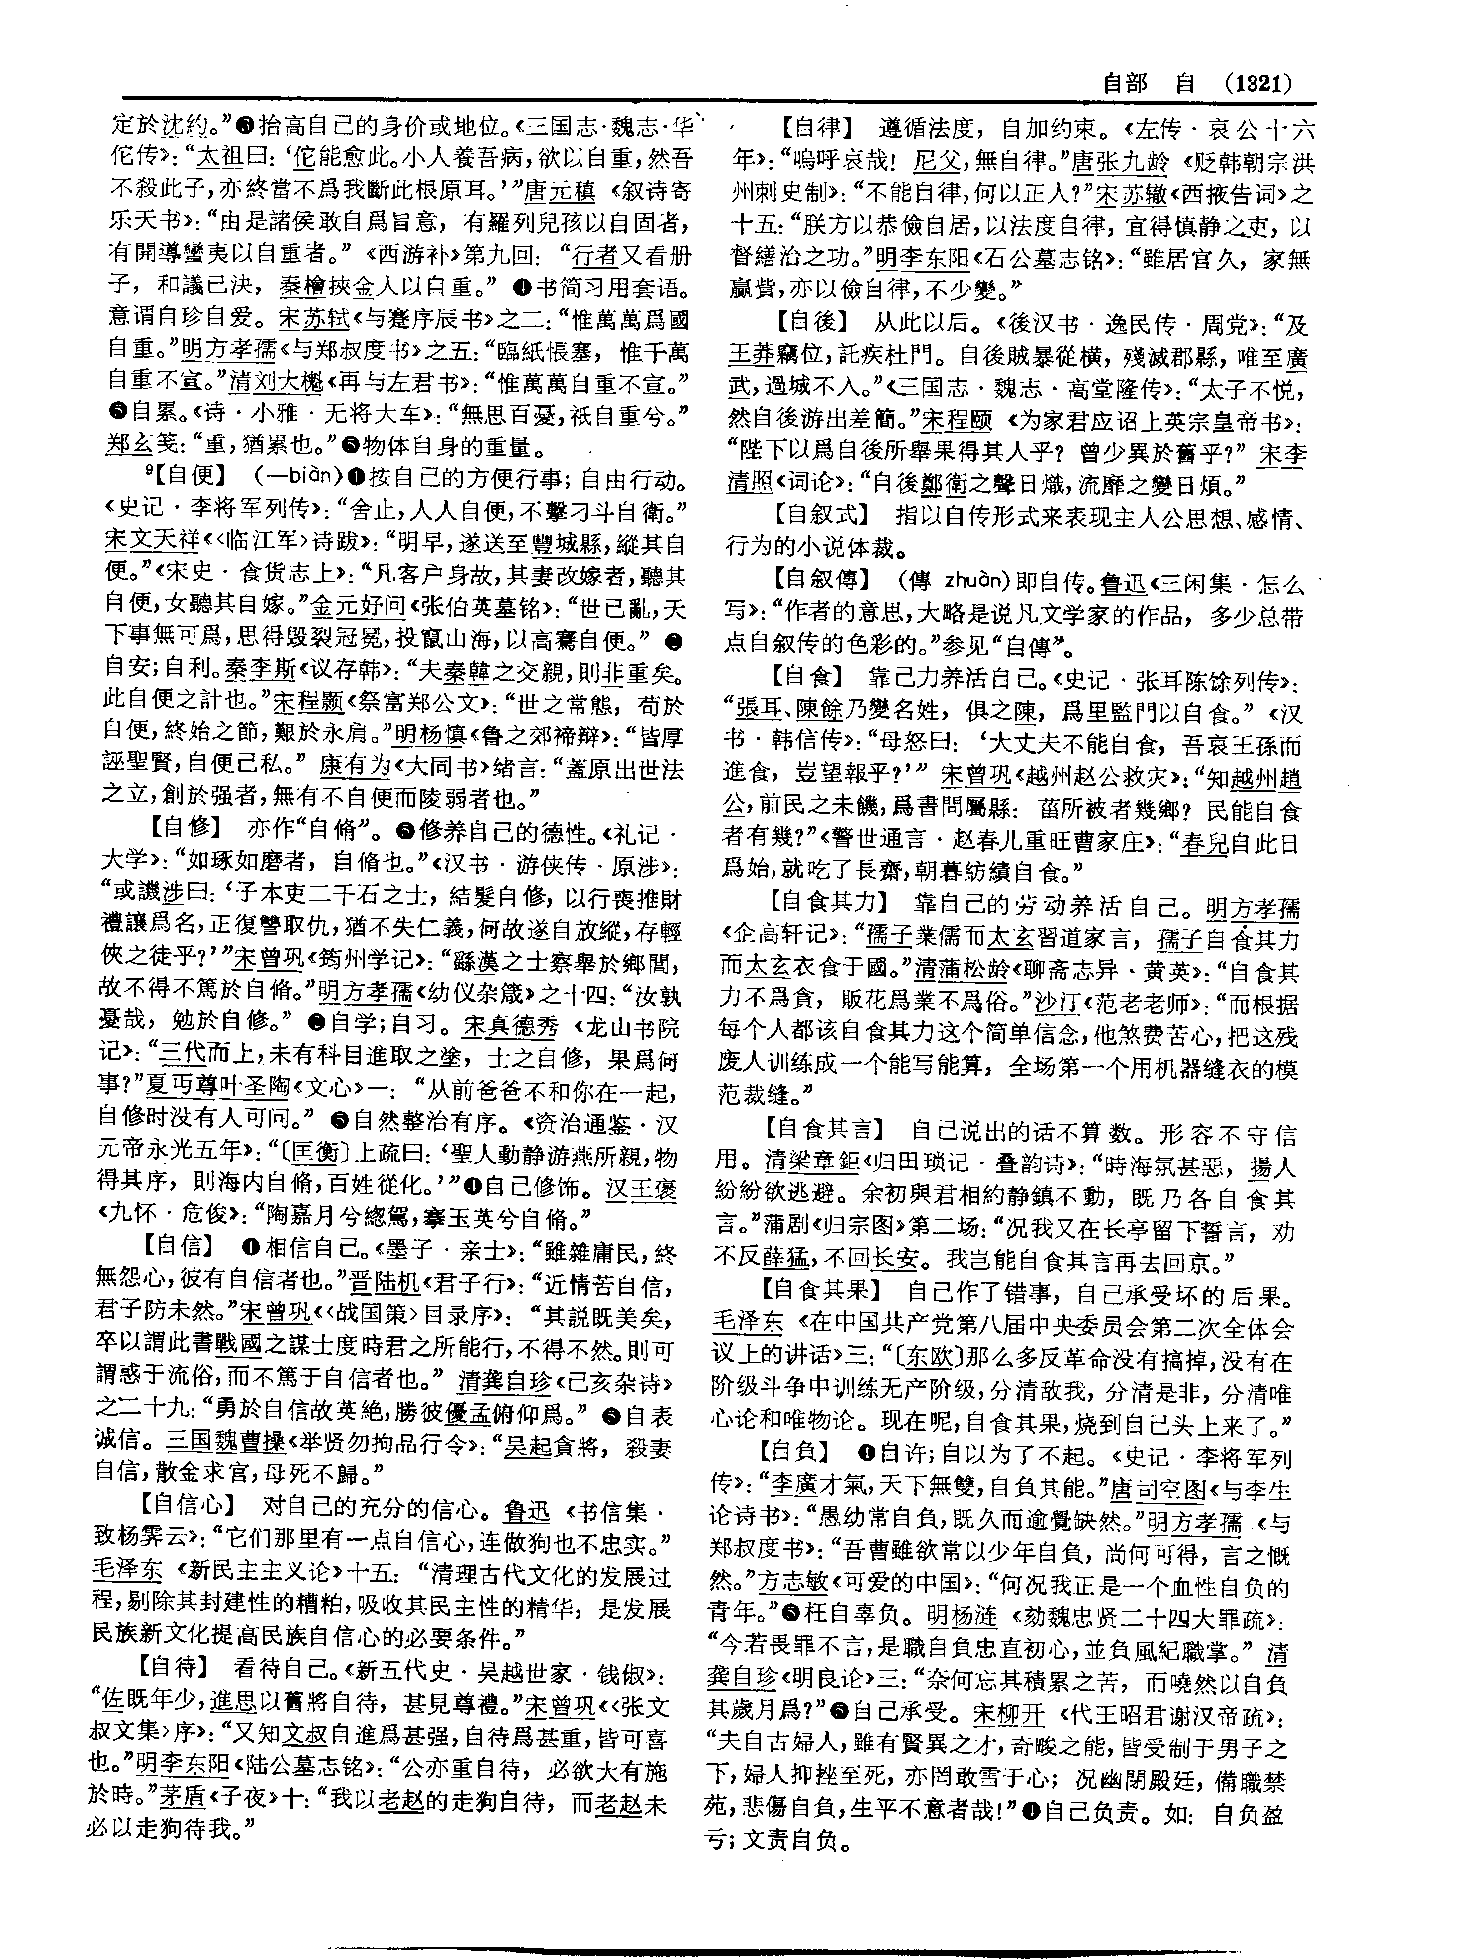 自部 自 (1321)
定於沈約。”❸抬高自己的身价或地位。《三国志·魏志·华
佗传》：“太祖曰：‘佗能愈此。小人養吾病，欲以自重，然吾
不殺此子，亦終當不爲我斷此根原耳。’”唐元稹《叙诗寄
乐天书》：“由是諸侯敢自爲旨意，有羅列兒孩以自固者，
有開導蠻夷以自重者。”《西游补》第九回：“行者又看册
子，和議已決，秦檜挾金人以自重。”❹书简习用套语。
意谓自珍自爱。宋苏轼《与蹇序辰书》之二：“惟萬萬爲國
自重。”明方孝孺《与郑叔度书》之五：“臨紙悵塞，惟千萬
自重不宣。”清刘大櫆《再与左君书》：“惟萬萬自重不宣。”
❺自累。《诗·小雅·无将大车》：“無思百憂，祇自重兮。”
郑玄笺：“重，猶累也。”❻物体自身的重量。
⁹【自便】 (—biàn)❶按自己的方便行事；自由行动。
《史记·李将军列传》：“舍止，人人自便，不擊刁斗自衛。”
宋文天祥《〈临江军〉诗跋》：“明早，遂送至豐城縣，縱其自
便。”《宋史·食货志上》：“凡客户身故，其妻改嫁者，聽其
自便，女聽其自嫁。”金元好问《张伯英墓铭》：“世已亂，天
下事無可爲，思得毁裂冠冕，投竄山海，以高騫自便。”❷
自安；自利。秦李斯《议存韩》：“夫秦韓之交親，則非重矣。
此自便之計也。”宋程颢《祭富郑公文》：“世之常態，苟於
自便，終始之節，艱於永肩。”明杨慎《鲁之郊禘辩》：“皆厚
誣聖賢，自便己私。”康有为《大同书》绪言：“蓋原出世法
之立，創於强者，無有不自便而陵弱者也。”
【自修】 亦作“自脩”。❶修养自己的德性。《礼记·
大学》：“如琢如磨者，自脩也。”《汉书·游侠传·原涉》：
“或譏涉曰：‘子本吏二千石之士，結髮自修，以行喪推財
禮讓爲名，正復讐取仇，猶不失仁義，何故遂自放縱，存輕
俠之徒乎？’”宋曾巩《筠州学记》：“繇漢之士察舉於鄉閭，
故不得不篤於自脩。”明方孝孺《幼仪杂箴》之十四：“汝孰
憂哉，勉於自修。”❷自学；自习。宋真德秀《龙山书院
记》：“三代而上，未有科目進取之塗，士之自修，果爲何
事？”夏丏尊叶圣陶《文心》一：“从前爸爸不和你在一起，
自修时没有人可问。”❸自然整治有序。《资治通鉴·汉
元帝永光五年》：“〔匡衡〕上疏曰：‘聖人動静游燕所親，物
得其序，則海内自脩，百姓從化。’”❹自己修饰。汉王褒
《九怀·危俊》：“陶嘉月兮總駕，搴玉英兮自脩。”
【自信】 ❶相信自己。《墨子·亲士》：“雖雜庸民，終
無怨心，彼有自信者也。”晋陆机《君子行》：“近情苦自信，
君子防未然。”宋曾巩《〈战国策〉目录序》：“其説既美矣，
卒以謂此書戰國之謀士度時君之所能行，不得不然。則可
謂惑于流俗，而不篤于自信者也。”清龚自珍《己亥杂诗》
之二十九：“勇於自信故英絶，勝彼優孟俯仰爲。”❷自表
诚信。三国魏曹操《举贤勿拘品行令》：“吴起貪將，殺妻
自信，散金求官，母死不歸。”
【自信心】 对自己的充分的信心。鲁迅《书信集·
致杨霁云》：“它们那里有一点自信心，连做狗也不忠实。”
毛泽东《新民主主义论》十五：“清理古代文化的发展过
程，剔除其封建性的糟粕，吸收其民主性的精华，是发展
民族新文化提高民族自信心的必要条件。”
【自待】 看待自己。《新五代史·吴越世家·钱俶》：
“佐既年少，進思以舊將自待，甚見尊禮。”宋曾巩《〈张文
叔文集〉序》：“又知文叔自進爲甚强，自待爲甚重，皆可喜
也。”明李东阳《陆公墓志铭》：“公亦重自待，必欲大有施
於時。”茅盾《子夜》十：“我以老赵的走狗自待，而老赵未
必以走狗待我。”
【自律】 遵循法度，自加约束。《左传·哀公十六
年》：“嗚呼哀哉！尼父，無自律。”唐张九龄《贬韩朝宗洪
州刺史制》：“不能自律，何以正人？”宋苏辙《西掖告词》之
十五：“朕方以恭儉自居，以法度自律，宜得慎静之吏，以
督繕治之功。”明李东阳《石公墓志铭》：“雖居官久，家無
贏貲，亦以儉自律，不少變。”
【自後】 从此以后。《後汉书·逸民传·周党》：“及
王莽竊位，託疾杜門。自後賊暴從橫，殘滅郡縣，唯至廣
武，過城不入。”《三国志·魏志·高堂隆传》：“太子不悦，
然自後游出差簡。”宋程颐《为家君应诏上英宗皇帝书》：
“陛下以爲自後所舉果得其人乎？曾少異於舊乎？”宋李
清照《词论》：“自後鄭衛之聲日熾，流靡之變日煩。”
【自叙式】 指以自传形式来表现主人公思想、感情、
行为的小说体裁。
【自叙傳】 (傳 zhuàn)即自传。鲁迅《三闲集·怎么
写》：“作者的意思，大略是说凡文学家的作品，多少总带
点自叙传的色彩的。”参见“自傳”。
【自食】 靠己力养活自己。《史记·张耳陈馀列传》：
“張耳、陳餘乃變名姓，俱之陳，爲里監門以自食。”《汉
书·韩信传》：“母怒曰：‘大丈夫不能自食，吾哀王孫而
進食，豈望報乎？’”宋曾巩《越州赵公救灾》：“知越州趙
公，前民之未饑，爲書問屬縣：菑所被者幾鄉？民能自食
者有幾？”《警世通言·赵春儿重旺曹家庄》：“春兒自此日
爲始，就吃了長齋，朝暮紡績自食。”
【自食其力】 靠自己的劳动养活自己。明方孝孺
《企高轩记》：“孺子業儒而太玄習道家言，孺子自食其力
而太玄衣食于國。”清蒲松龄《聊斋志异·黄英》：“自食其
力不爲貪，販花爲業不爲俗。”沙汀《范老老师》：“而根据
每个人都该自食其力这个简单信念，他煞费苦心，把这残
废人训练成一个能写能算，全场第一个用机器缝衣的模
范裁缝。”
【自食其言】 自己说出的话不算数。形容不守信
用。清梁章鉅《归田琐记·叠韵诗》：“時海氛甚惡，揚人
紛紛欲逃避。余初與君相約静鎮不動，既乃各自食其
言。”蒲剧《归宗图》第二场：“况我又在长亭留下誓言，劝
不反薛猛，不回长安。我岂能自食其言再去回京。”
【自食其果】 自己作了错事，自己承受坏的后果。
毛泽东《在中国共产党第八届中央委员会第二次全体会
议上的讲话》三：“〔东欧〕那么多反革命没有搞掉，没有在
阶级斗争中训练无产阶级，分清敌我，分清是非，分清唯
心论和唯物论。现在呢，自食其果，烧到自己头上来了。”
【自负】 ❶自许；自以为了不起。《史记·李将军列
传》：“李廣才氣，天下無雙，自負其能。”唐司空图《与李生
论诗书》：“愚幼常自負，既久而逾覺缺然。”明方孝孺《与
郑叔度书》：“吾曹雖欲常以少年自負，尚何可得，言之慨
然。”方志敏《可爱的中国》：“何况我正是一个血性自负的
青年。”❷枉自辜负。明杨涟《劾魏忠贤二十四大罪疏》：
“今若畏罪不言，是職自負忠直初心，並負風紀職掌。”清
龚自珍《明良论》三：“奈何忘其積累之苦，而嘵然以自負
其歲月爲？”❸自己承受。宋柳开《代王昭君谢汉帝疏》：
“夫自古婦人，雖有賢異之才，奇畯之能，皆受制于男子之
下，婦人抑挫至死，亦罔敢雪于心；况幽閉殿廷，備職禁
苑，悲傷自負，生平不意者哉！”❹自己负责。如：自负盈
亏；文责自负。